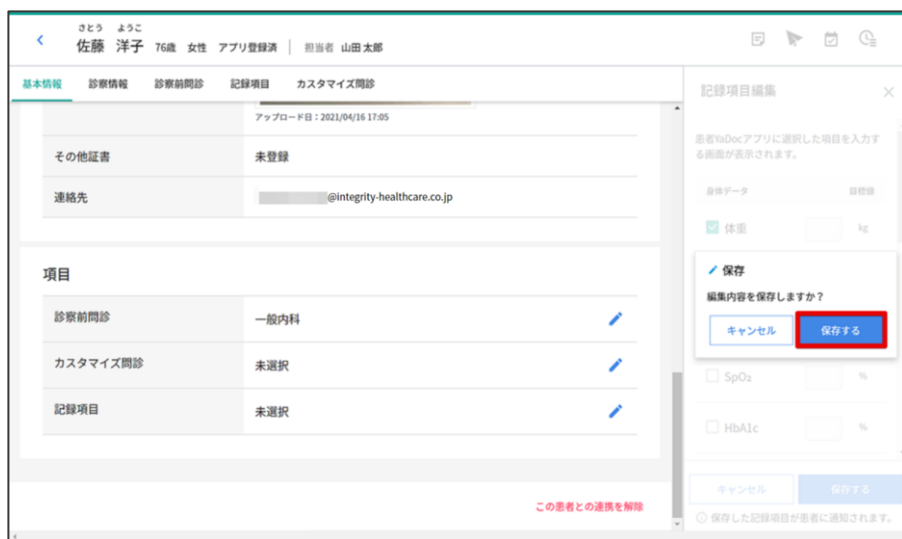 さとう ようこ
佐藤 洋子 76歳 女性 アプリ登録済 担当者 山田 太郎
基本情報 診察情報 診察前問診 記録項目 カスタマイズ問診
アップロード日：2021/04/16 17:05
その他証書 未登録
連絡先 @integrity-healthcare.co.jp
項目
診察前問診 一般内科
カスタマイズ問診 未選択
記録項目 未選択
この患者との連携を解除
記録項目編集
患者YaDocアプリに選択した項目を入力す
る画面が表示されます。
身体データ 目標値
体重 kg
保存
編集内容を保存しますか？
キャンセル 保存する
SpO₂ %
HbA1c %
キャンセル 保存する
保存した記録項目が患者に通知されます。